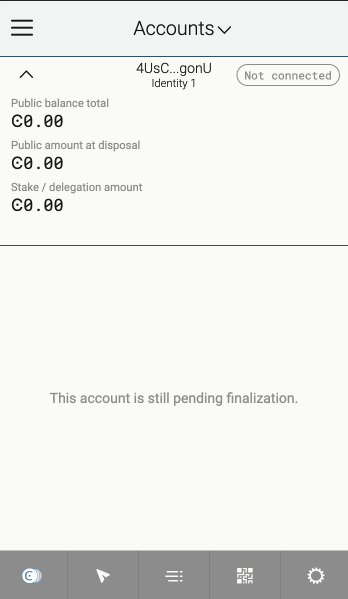 Accounts
4UsC...gonU
Identity 1
Not connected
Public balance total
Ͼ0.00
Public amount at disposal
Ͼ0.00
Stake / delegation amount
Ͼ0.00
This account is still pending finalization.